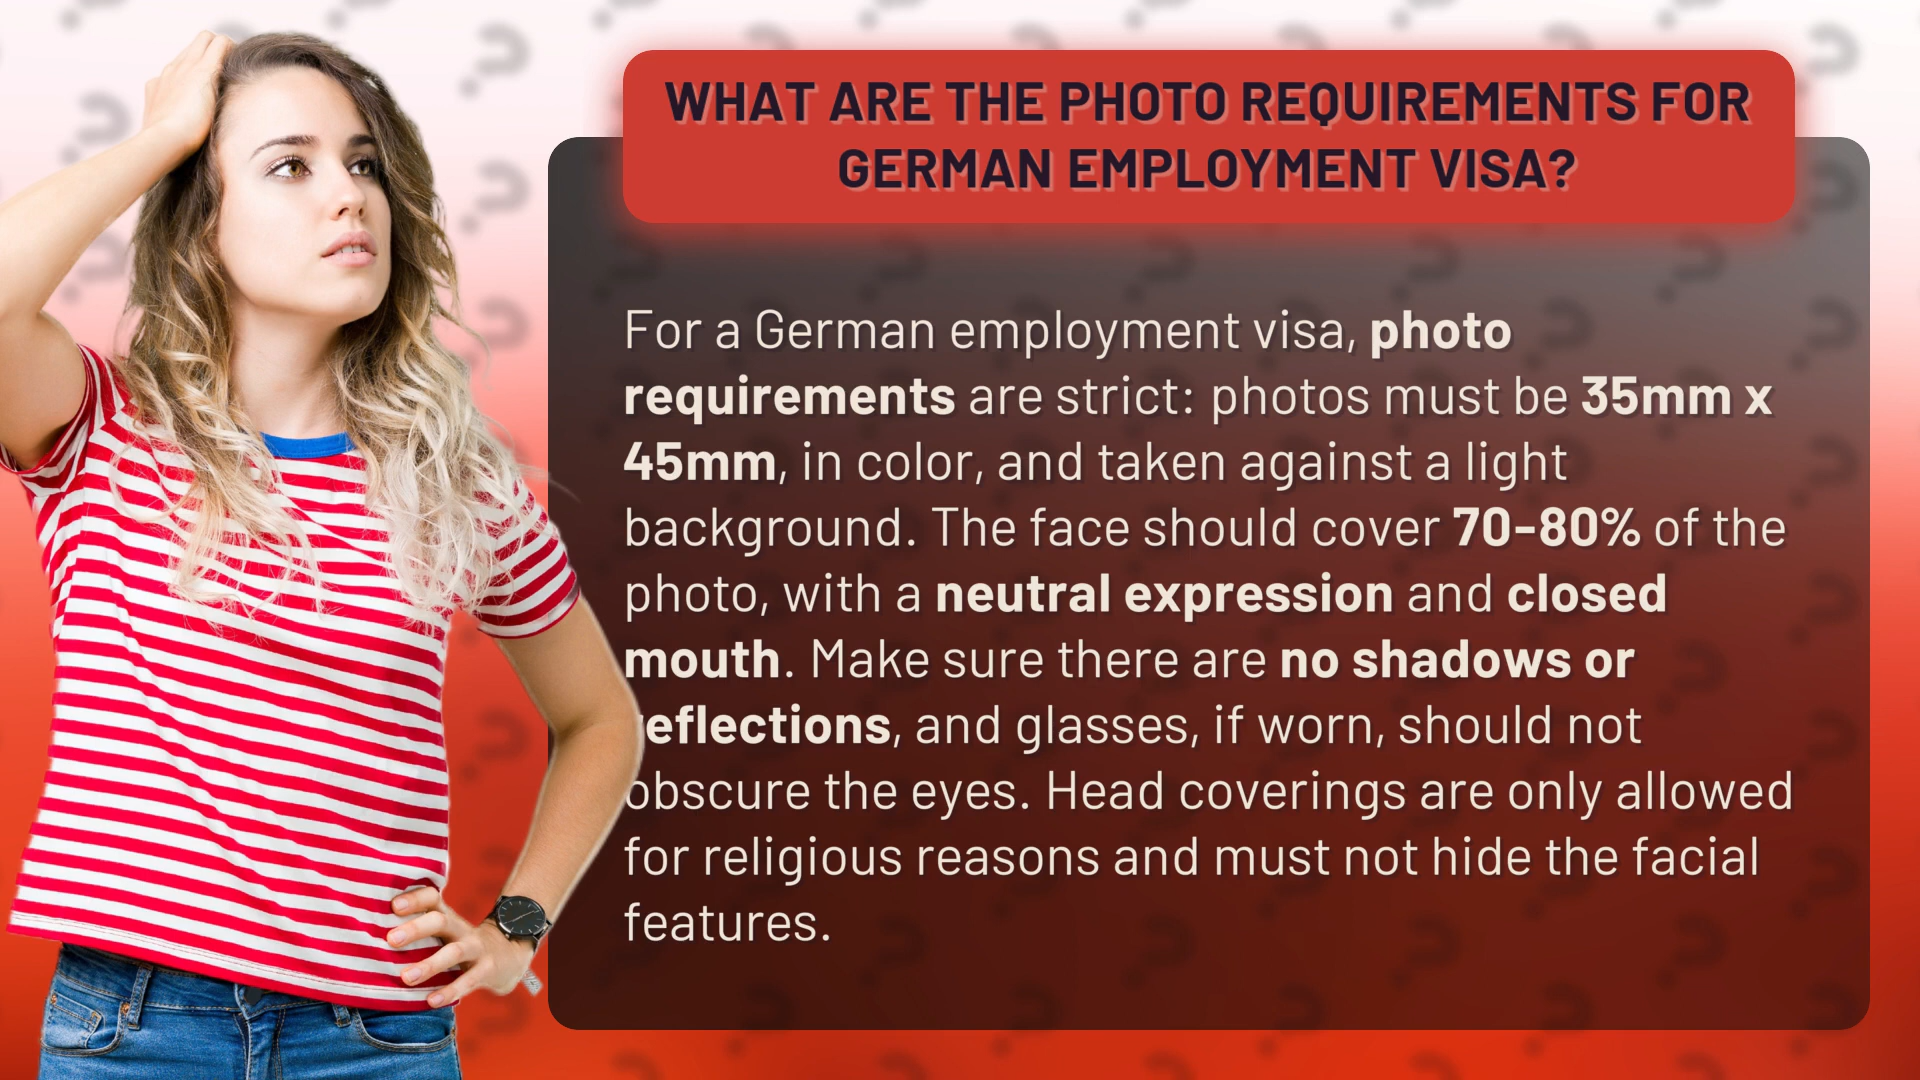 WHAT ARE THE PHOTO REQUIREMENTS FOR
GERMAN EMPLOYMENT VISA?
For a German employment visa, photo
requirements are strict: photos must be 35mm x
45mm, in color, and taken against a light
background. The face should cover 70-80% of the
photo, with a neutral expression and closed
mouth. Make sure there are no shadows or
reflections, and glasses, if worn, should not
obscure the eyes. Head coverings are only allowed
for religious reasons and must not hide the facial
features.